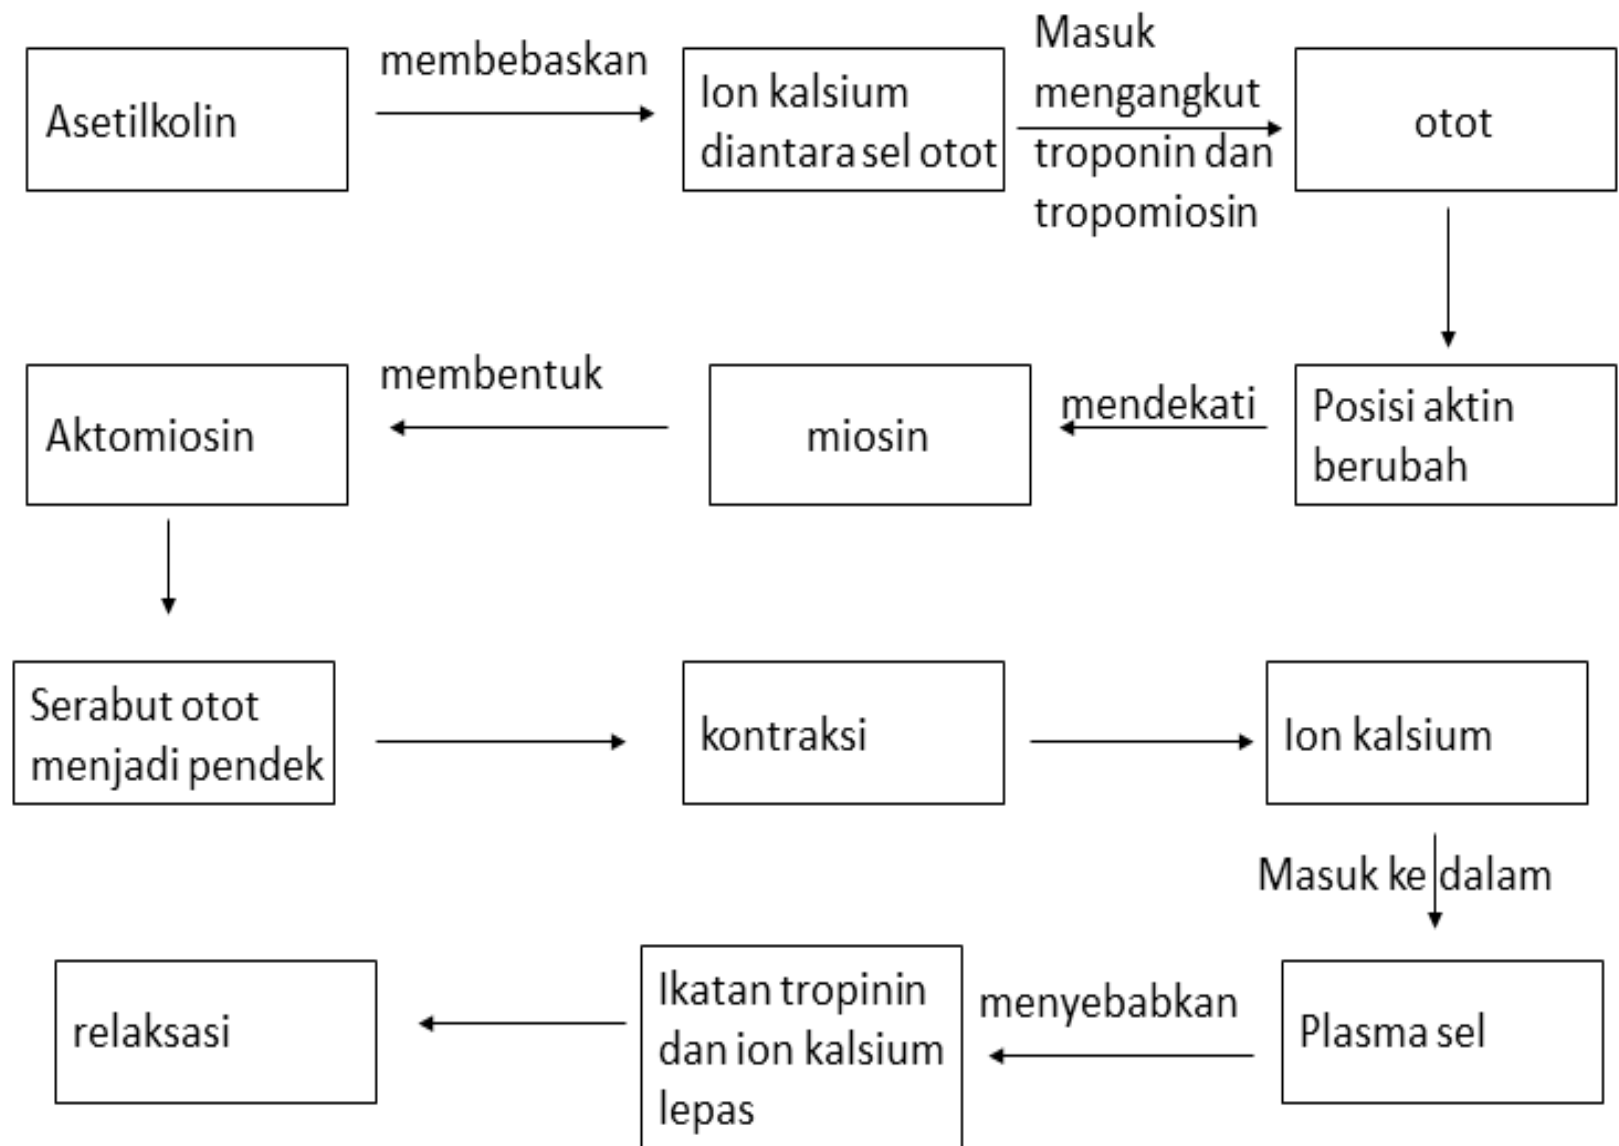 Asetilkolin
membebaskan
Ion kalsium
diantara sel otot
Masuk
mengangkut
troponin dan
tropomiosin
otot
Posisi aktin
berubah
mendekati
miosin
membentuk
Aktomiosin
Serabut otot
menjadi pendek
kontraksi
Ion kalsium
Masuk ke dalam
Plasma sel
menyebabkan
Ikatan tropinin
dan ion kalsium
lepas
relaksasi